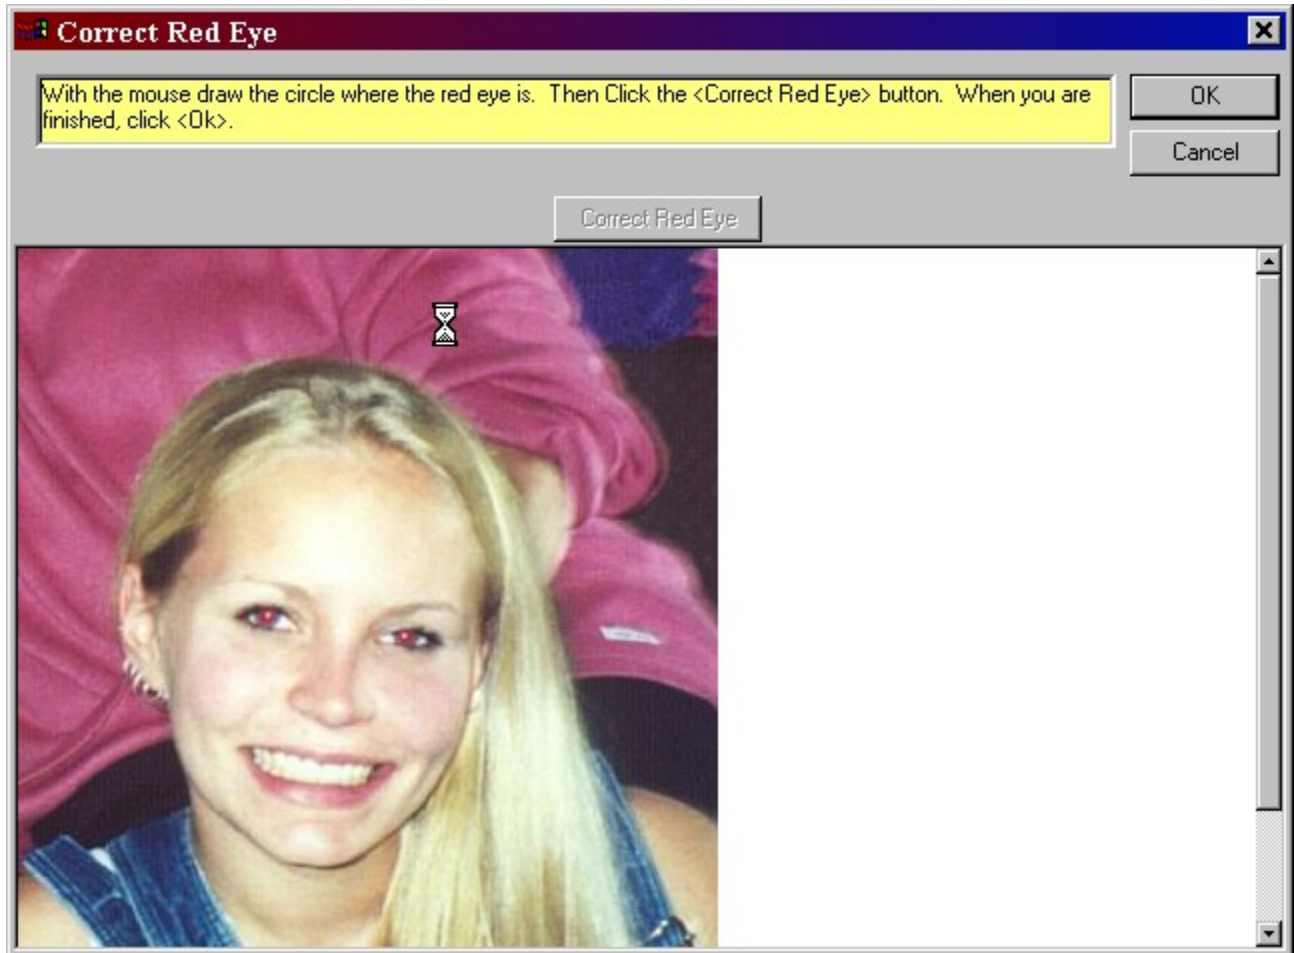 Correct Red Eye
With the mouse draw the circle where the red eye is.  Then Click the <Correct Red Eye> button.  When you are
finished, click <Ok>.
OK
Cancel
Correct Red Eye